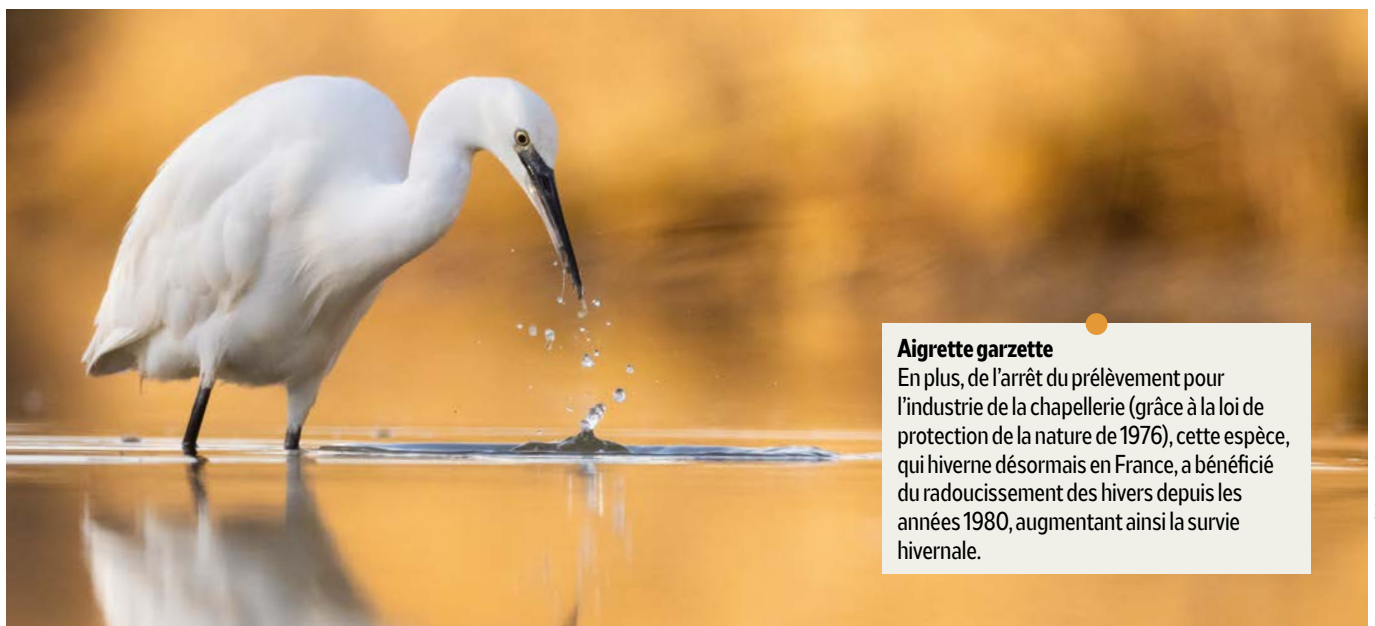 Aigrette garzette
En plus, de l'arrêt du prélèvement pour
l'industrie de la chapellerie (grâce à la loi de
protection de la nature de 1976), cette espèce,
qui hiverne désormais en France, a bénéficié
du radoucissement des hivers depuis les
années 1980, augmentant ainsi la survie
hivernale.